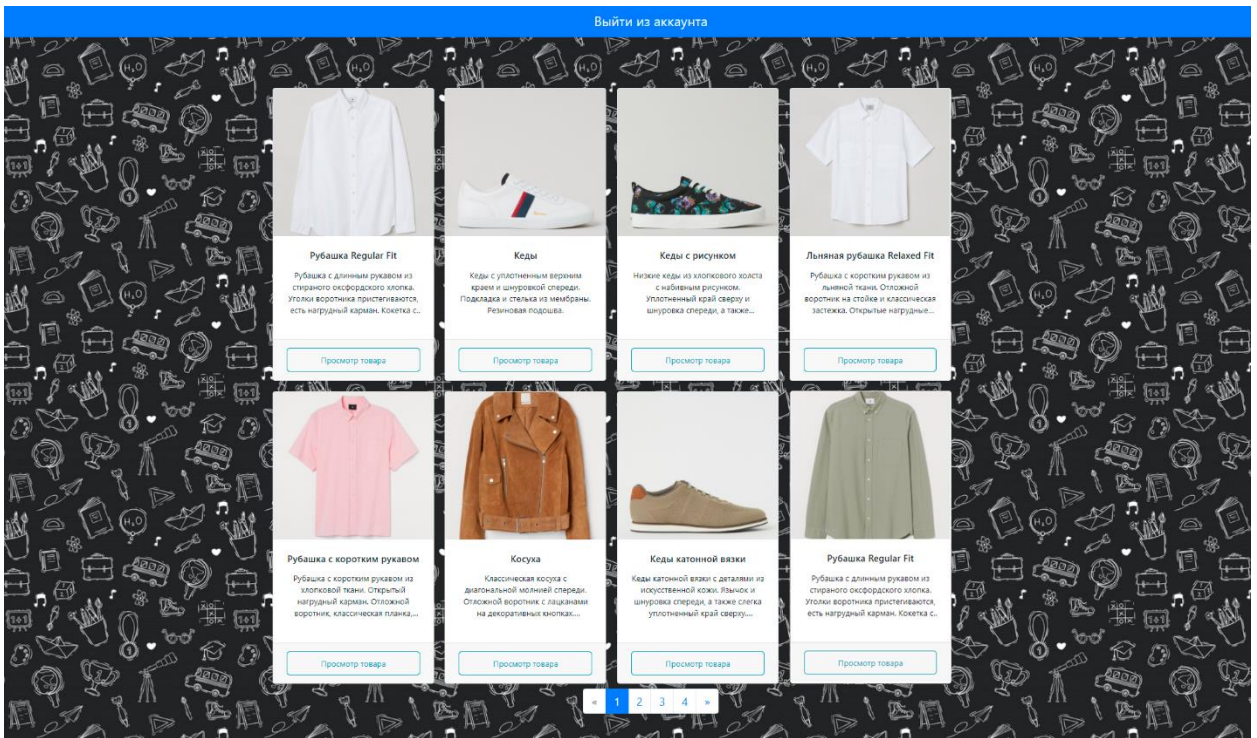 Выйти из аккаунта
Рубашка Regular Fit
Рубашка с длинным рукавом из
стираного оксфордского хлопка.
Уголки воротника пристегиваются,
есть нагрудный карман. Кокетка с..
Просмотр товара
Кеды
Кеды с уплотненным верхним
краем и шнуровкой спереди.
Подкладка и стелька из мембраны.
Резиновая подошва.
Просмотр товара
Кеды с рисунком
Низкие кеды из хлопкового холста
с набивным рисунком.
Уплотненный край сверху и
шнуровка спереди, а также...
Просмотр товара
Льняная рубашка Relaxed Fit
Рубашка с коротким рукавом из
льняной ткани. Отложной
воротник на стойке и классическая
застежка. Открытые нагрудные...
Просмотр товара
Рубашка с коротким рукавом
Рубашка с коротким рукавом из
хлопковой ткани. Открытый
нагрудный карман. Отложной
воротник, классическая планка,...
Просмотр товара
Косуха
Классическая косуха с
диагональной молнией спереди.
Отложной воротник с лацканами
на декоративных кнопках....
Просмотр товара
Кеды катонной вязки
Кеды катонной вязки с деталями из
искусственной кожи. Язычок и
шнуровка спереди, а также слегка
уплотненный край сверху....
Просмотр товара
Рубашка Regular Fit
Рубашка с длинным рукавом из
стираного оксфордского хлопка.
Уголки воротника пристегиваются,
есть нагрудный карман. Кокетка с..
Просмотр товара
« 1 2 3 4 »